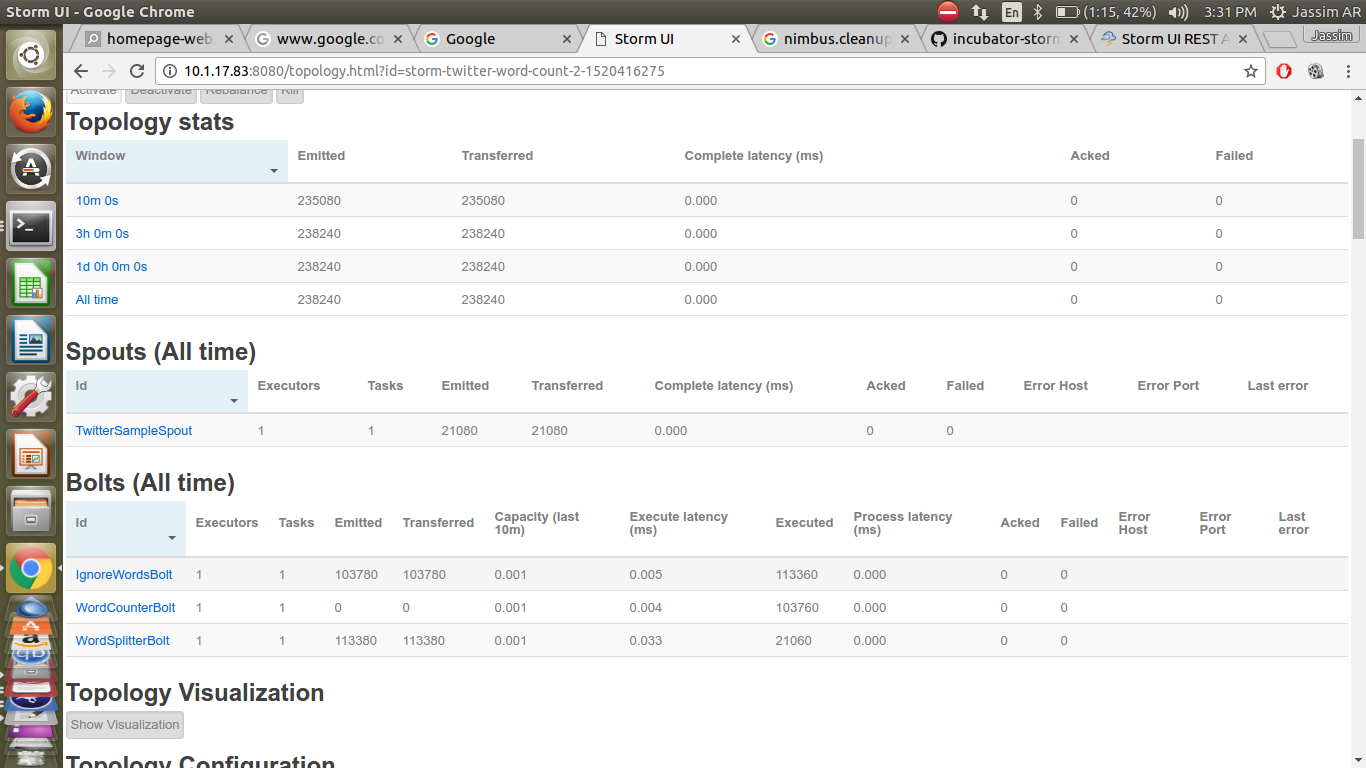 Storm UI - Google Chrome En (1:15, 42%) 3:31 PM Jassim AR
homepage-web. www.google.co Google Storm UI nimbus.cleanup incubator-storm Storm UI REST A Jassim
10.1.17.83:8080/topology.html?id=storm-twitter-word-count-2-1520416275
Activate Deactivate Rebalance Kill
Topology stats
Window Emitted Transferred Complete latency (ms) Acked Failed
10m 0s 235080 235080 0.000 0 0
3h 0m 0s 238240 238240 0.000 0 0
1d 0h 0m 0s 238240 238240 0.000 0 0
All time 238240 238240 0.000 0 0
Spouts (All time)
Id Executors Tasks Emitted Transferred Complete latency (ms) Acked Failed Error Host Error Port Last error
TwitterSampleSpout 1 1 21080 21080 0.000 0 0
Bolts (All time)
Id Executors Tasks Emitted Transferred Capacity (last 10m) Execute latency (ms) Executed Process latency (ms) Acked Failed Error Host Error Port Last error
IgnoreWordsBolt 1 1 103780 103780 0.001 0.005 113360 0.000 0 0
WordCounterBolt 1 1 0 0 0.001 0.004 103760 0.000 0 0
WordSplitterBolt 1 1 113380 113380 0.001 0.033 21060 0.000 0 0
Topology Visualization
Show Visualization
Topology Configuration